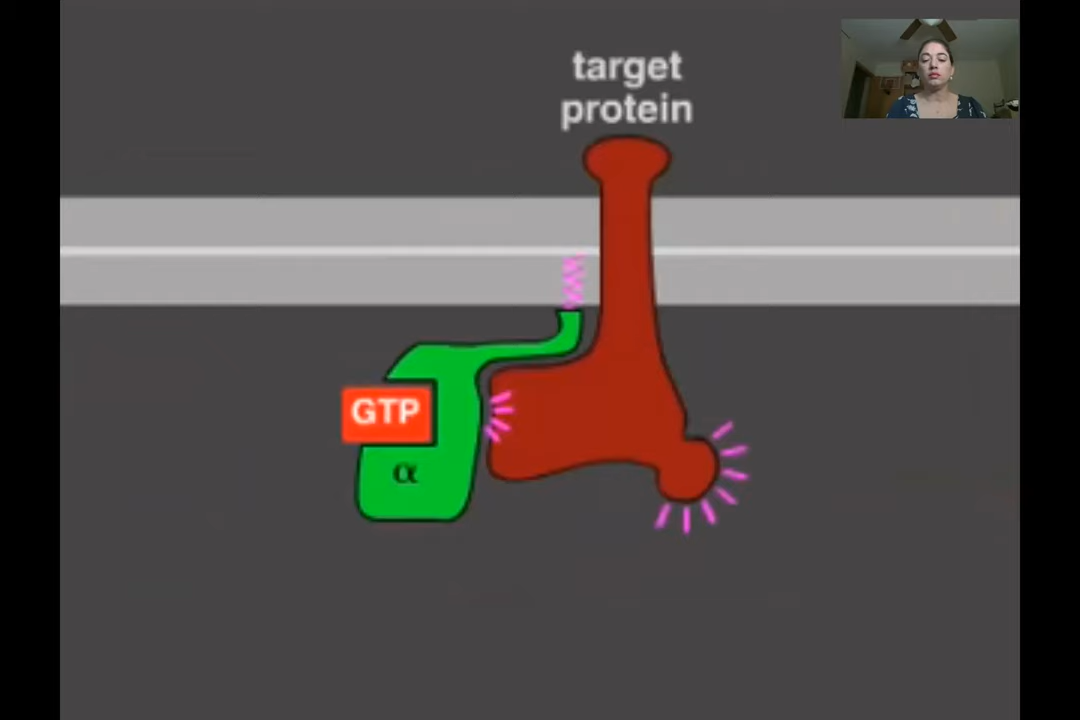 target
protein
GTP
α